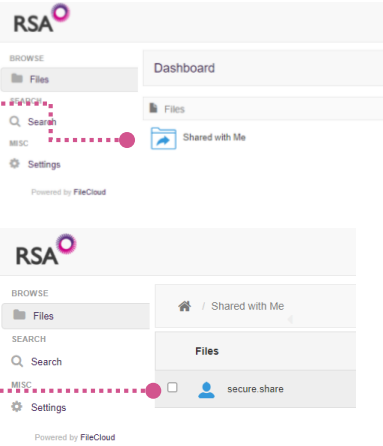 RSA
BROWSE
Files
SEARCH
Search
MISC
Settings
Powered by FileCloud
Dashboard
Files
Shared with Me
RSA
BROWSE
Files
SEARCH
Search
MISC
Settings
Powered by FileCloud
/ Shared with Me
Files
secure.share